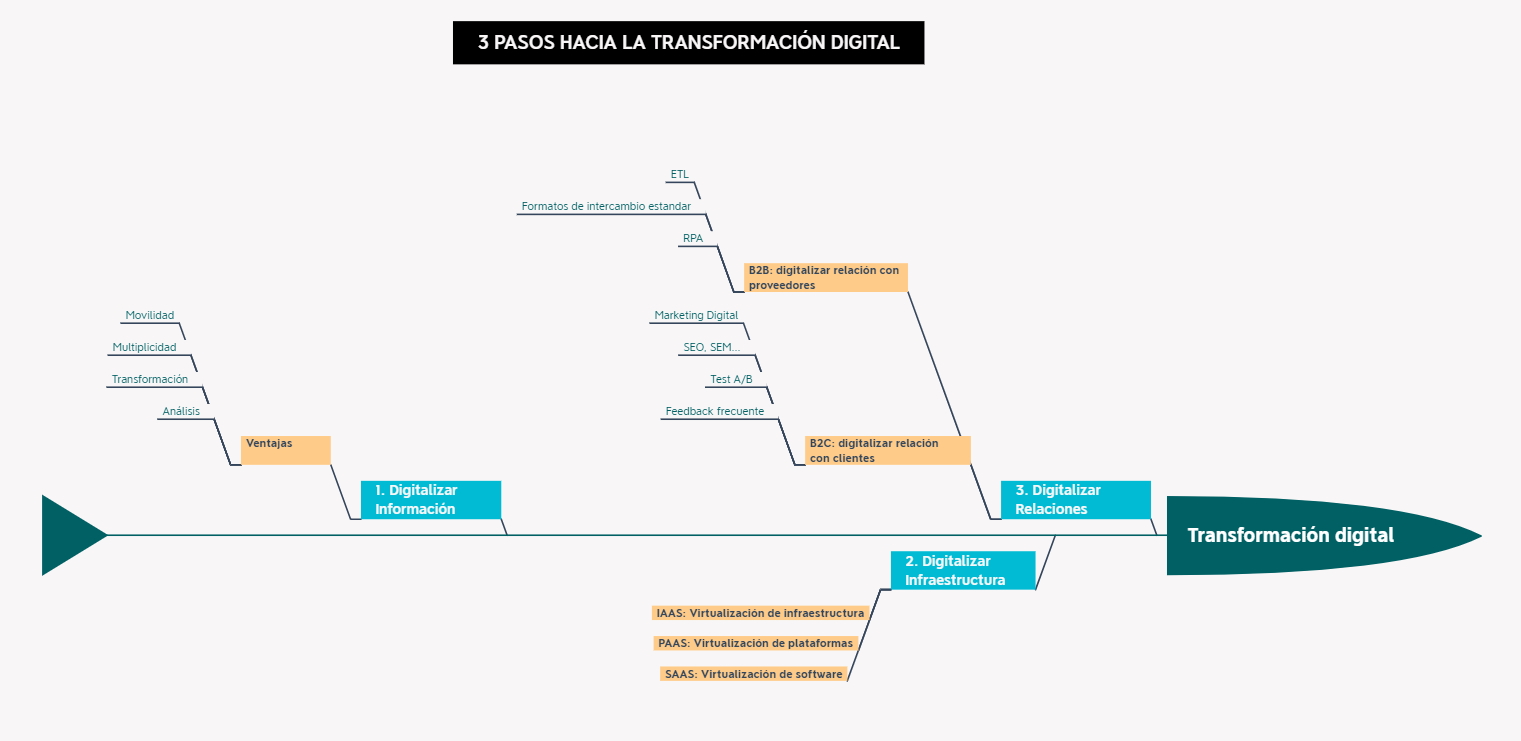 3 PASOS HACIA LA TRANSFORMACIÓN DIGITAL
ETL
Formatos de intercambio estandar
RPA
B2B: digitalizar relación con
proveedores
Movilidad
Multiplicidad
Transformación
Análisis
Ventajas
1. Digitalizar
Información
Marketing Digital
SEO, SEM...
Test A/B
Feedback frecuente
B2C: digitalizar relación
con clientes
3. Digitalizar
Relaciones
Transformación digital
2. Digitalizar
Infraestructura
IAAS: Virtualización de infraestructura
PAAS: Virtualización de plataformas
SAAS: Virtualización de software